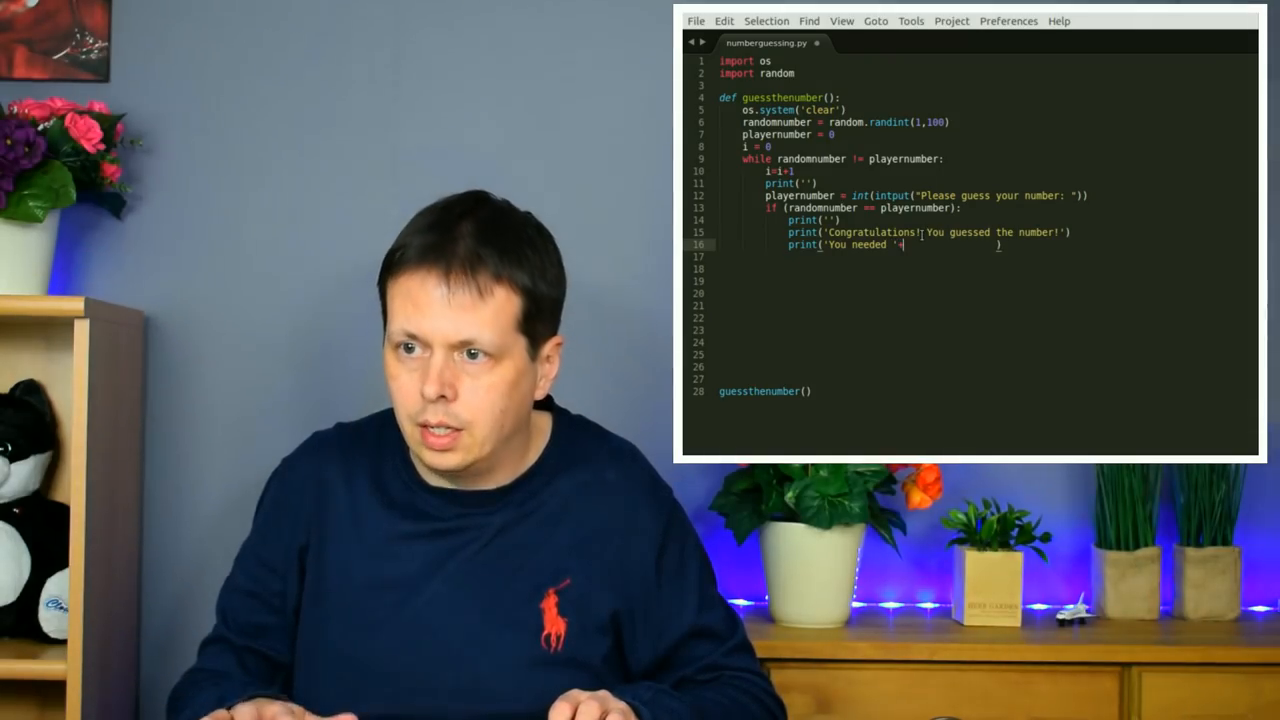 File Edit Selection Find View Goto Tools Project Preferences Help
numberguessing.py
1 import os
2 import random
3
4 def guessthenumber():
5 os.system('clear')
6 randomnumber = random.randint(1,100)
7 playernumber = 0
8 i = 0
9 while randomnumber != playernumber:
10 i=i+1
11 print('')
12 playernumber = int(intput("Please guess your number: "))
13 if (randomnumber == playernumber):
14 print('')
15 print('Congratulations! You guessed the number!')
16 print('You needed '+ )
17
18
19
20
21
22
23
24
25
26
27
28 guessthenumber()
HERB GARDEN